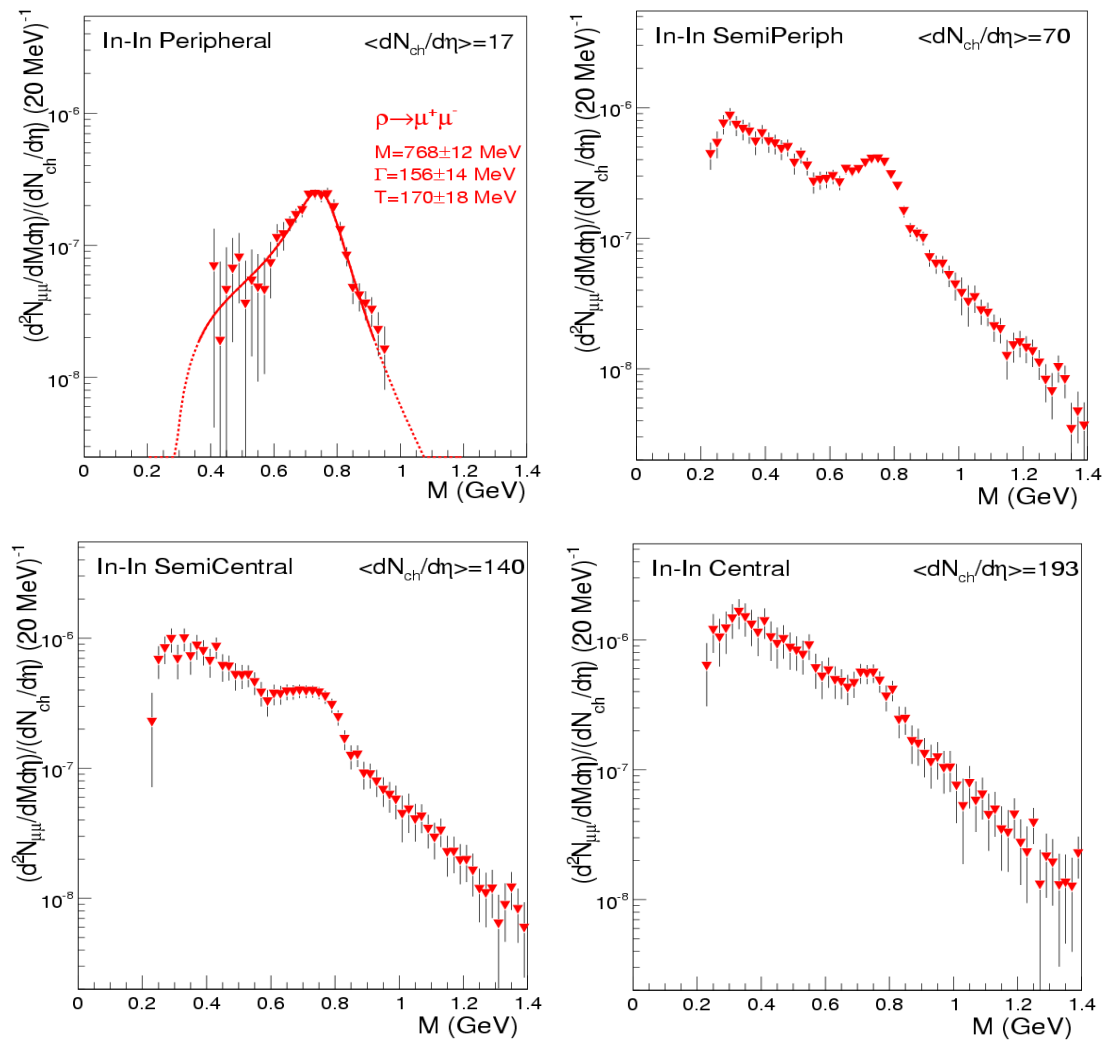 In-In Peripheral
<dN_ch/dη>=17
ρ→μ⁺μ⁻
M=768±12 MeV
Γ=156±14 MeV
T=170±18 MeV
(d²N_μμ/dMdη)/(dN_ch/dη) (20 MeV)⁻¹
10⁻⁶
10⁻⁷
10⁻⁸
0 0.2 0.4 0.6 0.8 1 1.2 1.4
M (GeV)
In-In SemiPeriph
<dN_ch/dη>=70
(d²N_μμ/dMdη)/(dN_ch/dη) (20 MeV)⁻¹
10⁻⁶
10⁻⁷
10⁻⁸
0 0.2 0.4 0.6 0.8 1 1.2 1.4
M (GeV)
In-In SemiCentral
<dN_ch/dη>=140
(d²N_μμ/dMdη)/(dN_ch/dη) (20 MeV)⁻¹
10⁻⁶
10⁻⁷
10⁻⁸
0 0.2 0.4 0.6 0.8 1 1.2 1.4
M (GeV)
In-In Central
<dN_ch/dη>=193
(d²N_μμ/dMdη)/(dN_ch/dη) (20 MeV)⁻¹
10⁻⁶
10⁻⁷
10⁻⁸
0 0.2 0.4 0.6 0.8 1 1.2 1.4
M (GeV)